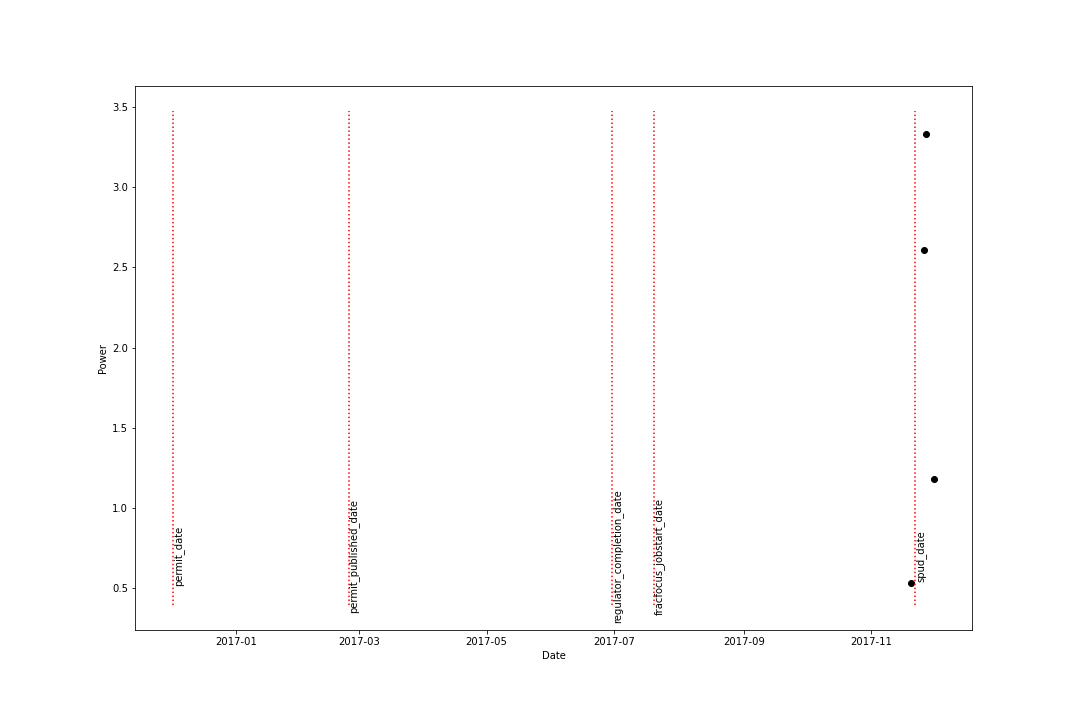 3.5
3.0
2.5
2.0
1.5
1.0
0.5
Power
permit_date
permit_published_date
regulator_completion_date
fracfocus_jobstart_date
spud_date
2017-01
2017-03
2017-05
2017-07
2017-09
2017-11
Date